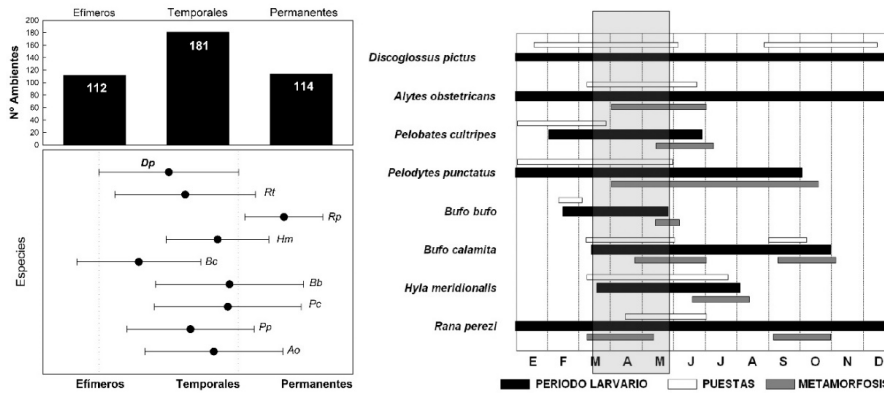 Efímeros Temporales Permanentes
Nº Ambientes
200
180
160
140
120
100
80
60
40
20
0
112
181
114
Especies
Dp
Rt
Rp
Hm
Bc
Bb
Pc
Pp
Ao
Efímeros Temporales Permanentes
Discoglossus pictus
Alytes obstetricans
Pelobates cultripes
Pelodytes punctatus
Bufo bufo
Bufo calamita
Hyla meridionalis
Rana perezi
E F M A M J J A S O N D
PERIODO LARVARIO PUESTAS METAMORFOSIS